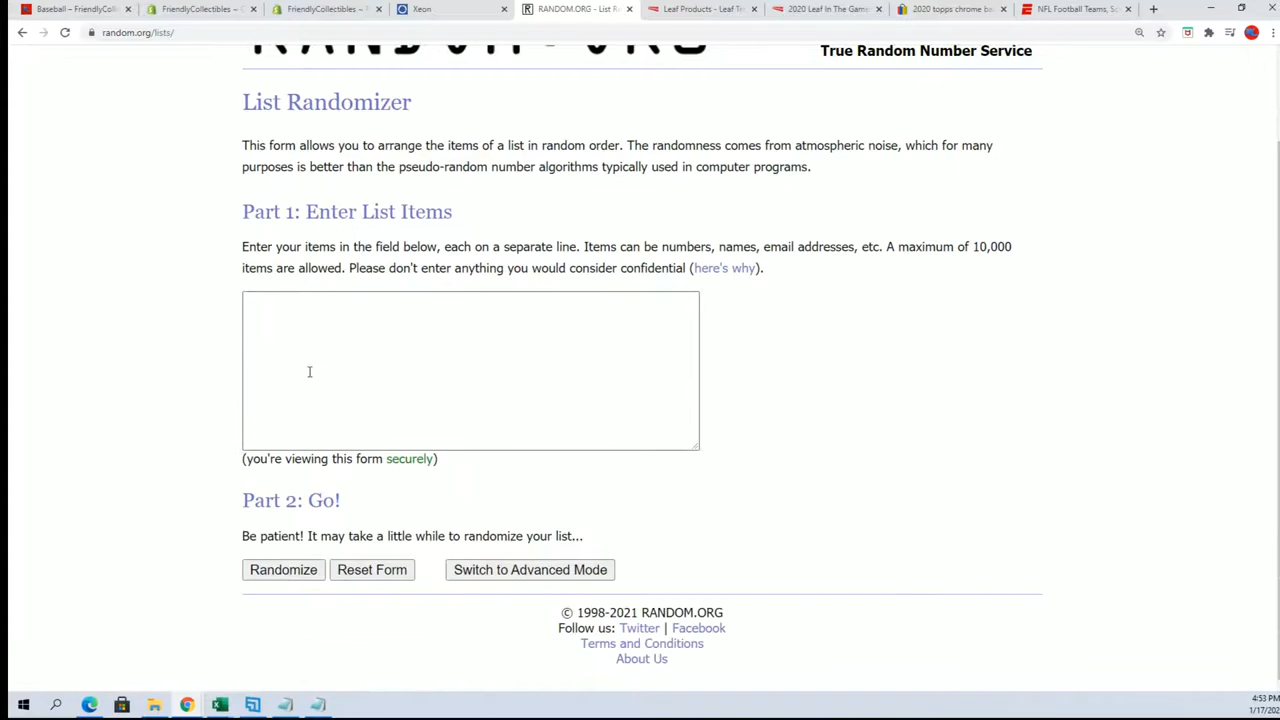 Baseball – FriendlyColl
FriendlyCollectibles –
FriendlyCollectibles –
Xeon
RANDOM.ORG - List R
Leaf Products - Leaf
2020 Leaf In The Game
2020 topps chrome
NFL Football Teams,
random.org/lists/
RANDOM.ORG
True Random Number Service
List Randomizer
This form allows you to arrange the items of a list in random order. The randomness comes from atmospheric noise, which for many
purposes is better than the pseudo-random number algorithms typically used in computer programs.
Part 1: Enter List Items
Enter your items in the field below, each on a separate line. Items can be numbers, names, email addresses, etc. A maximum of 10,000
items are allowed. Please don't enter anything you would consider confidential (here's why).
(you're viewing this form securely)
Part 2: Go!
Be patient! It may take a little while to randomize your list...
Randomize Reset Form Switch to Advanced Mode
© 1998-2021 RANDOM.ORG
Follow us: Twitter | Facebook
Terms and Conditions
About Us
4:53 PM
1/17/202